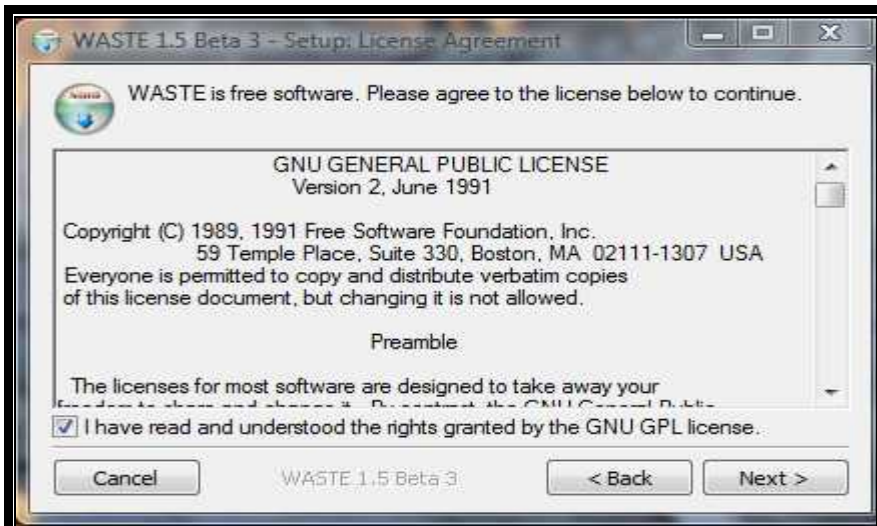 WASTE 1.5 Beta 3 - Setup: License Agreement
WASTE is free software. Please agree to the license below to continue.
GNU GENERAL PUBLIC LICENSE
Version 2, June 1991
Copyright (C) 1989, 1991 Free Software Foundation, Inc.
59 Temple Place, Suite 330, Boston, MA 02111-1307 USA
Everyone is permitted to copy and distribute verbatim copies
of this license document, but changing it is not allowed.
Preamble
The licenses for most software are designed to take away your
I have read and understood the rights granted by the GNU GPL license.
Cancel
WASTE 1.5 Beta 3
< Back
Next >